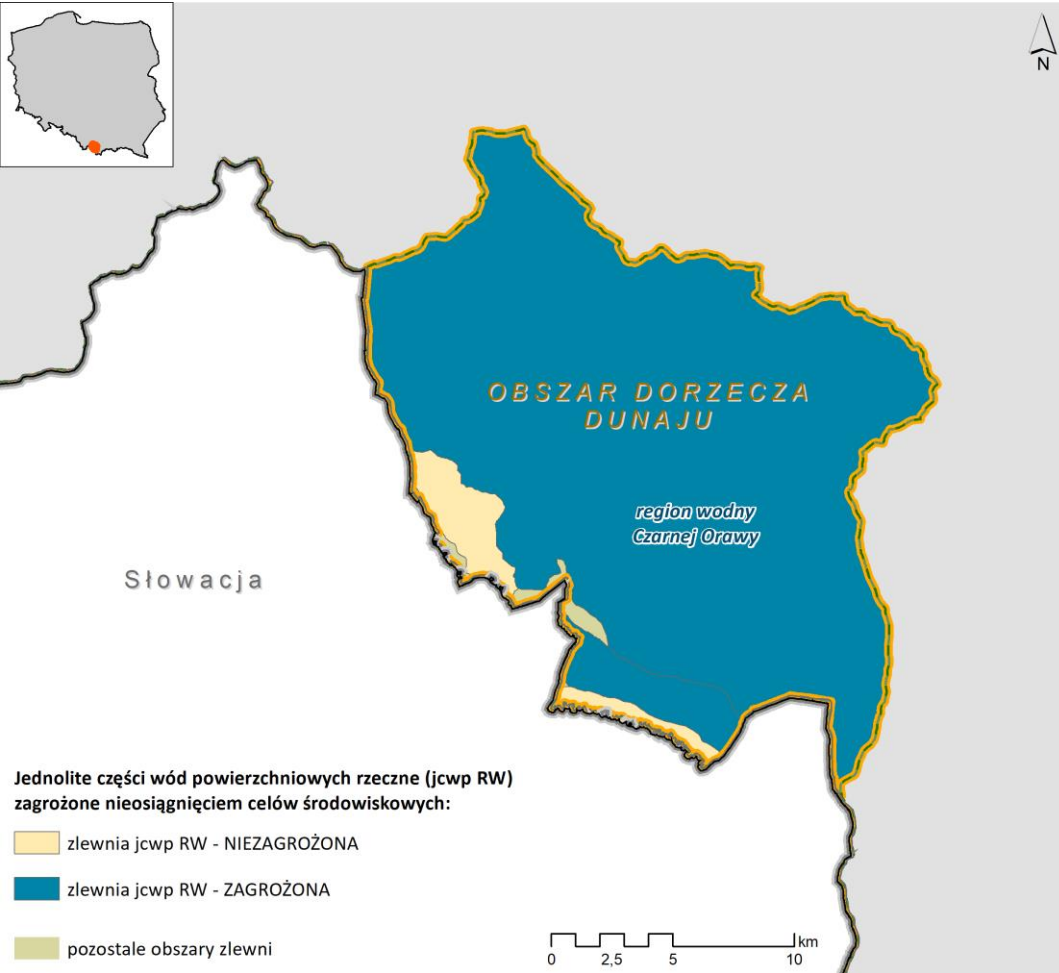 N
OBSZAR DORZECZA
DUNAJU
region wodny
Czarnej Orawy
Słowacja
Jednolite części wód powierzchniowych rzeczne (jcwp RW)
zagrożone nieosiągnięciem celów środowiskowych:
zlewnia jcwp RW - NIEZAGROŻONA
zlewnia jcwp RW - ZAGROŻONA
pozostałe obszary zlewni
km
0 2,5 5 10